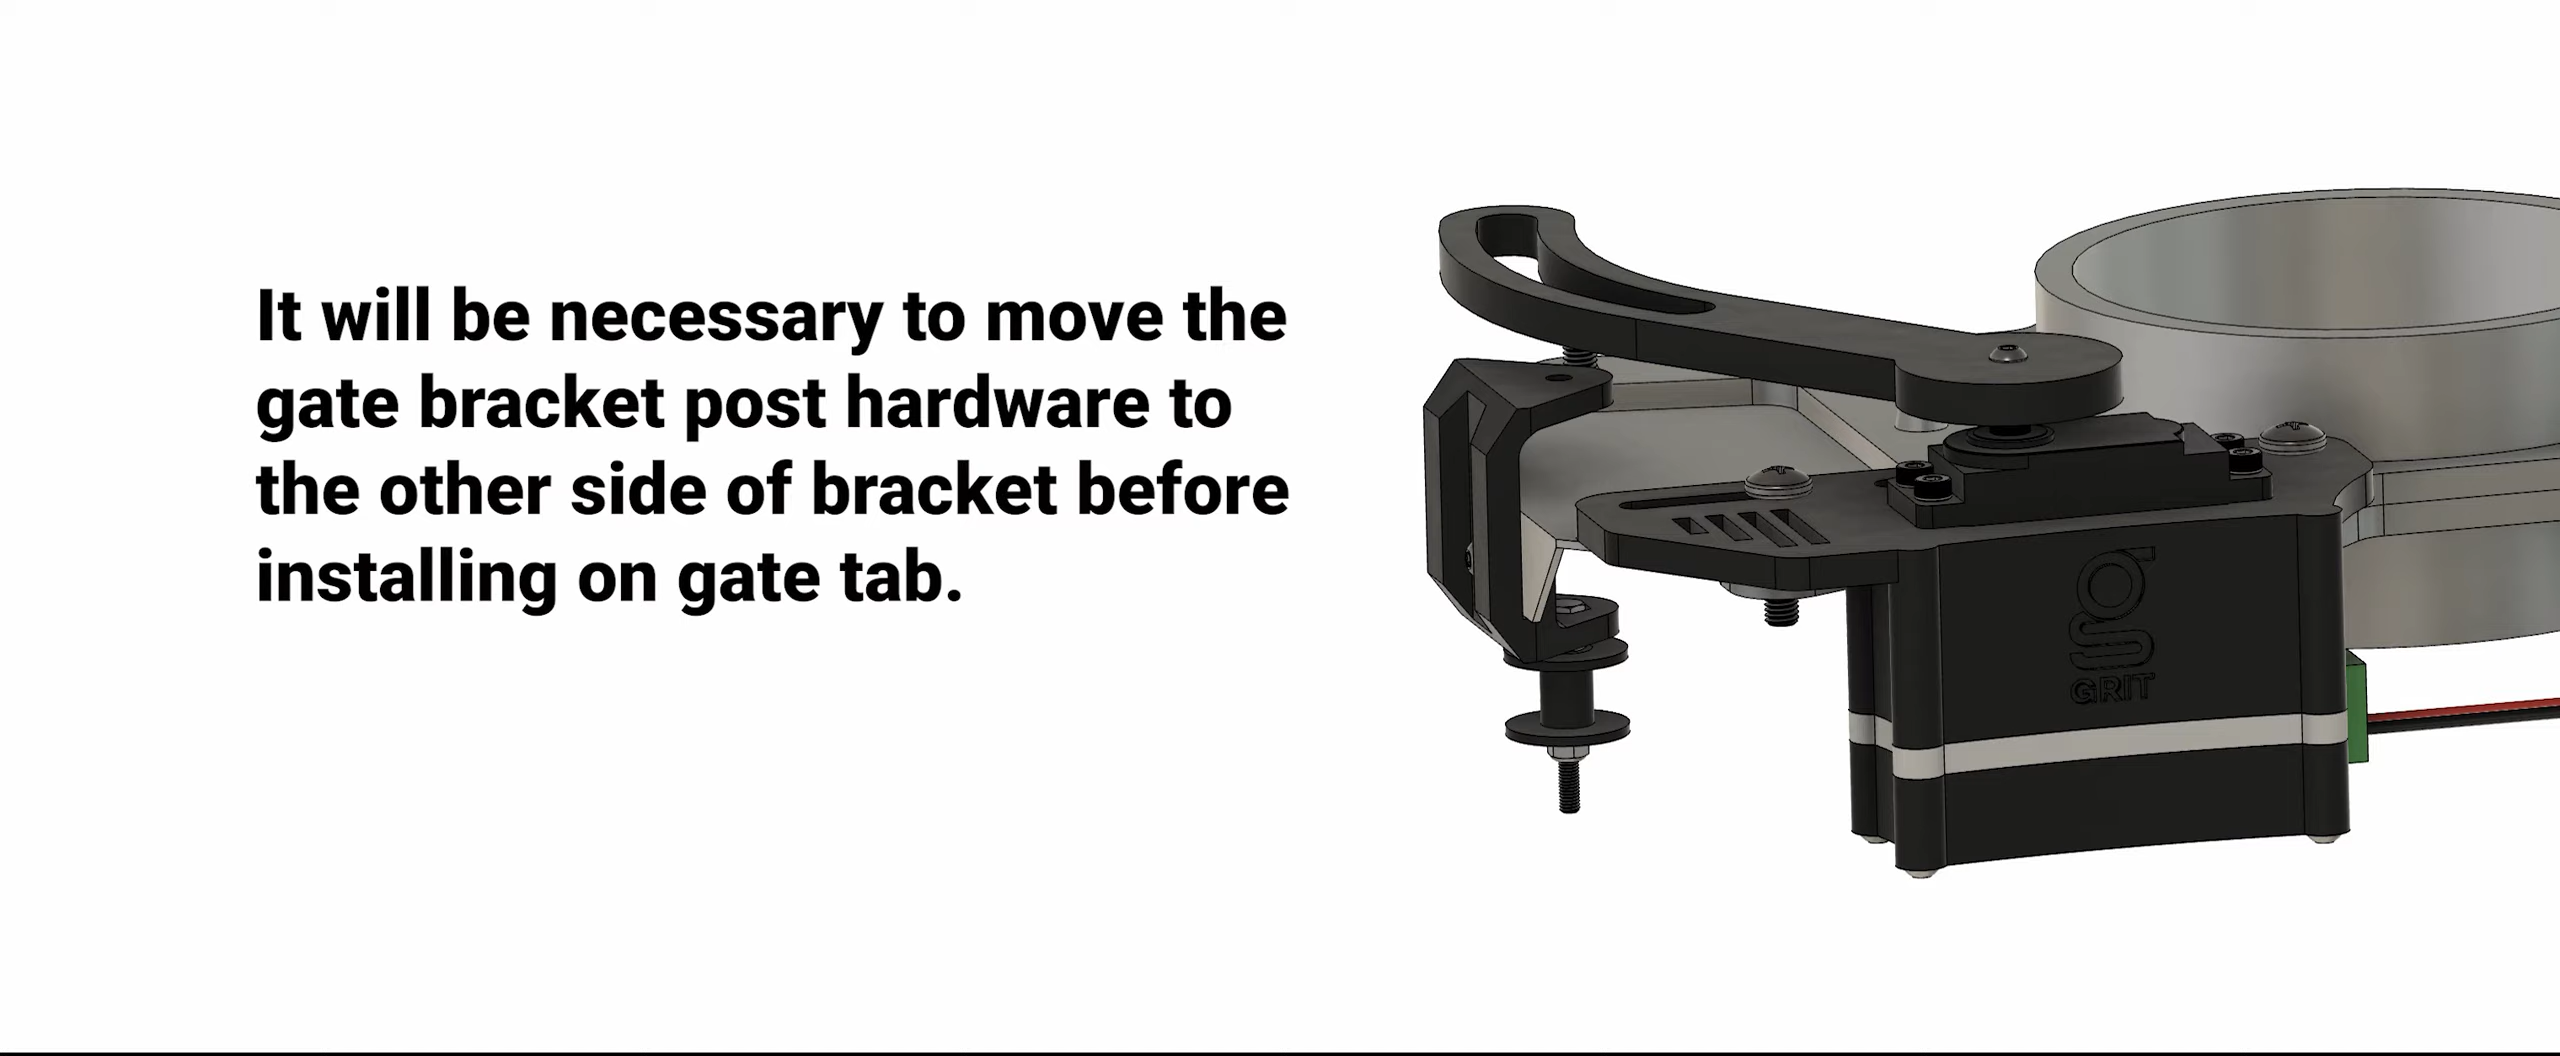 It will be necessary to move the
gate bracket post hardware to
the other side of bracket before
installing on gate tab.
GRIT